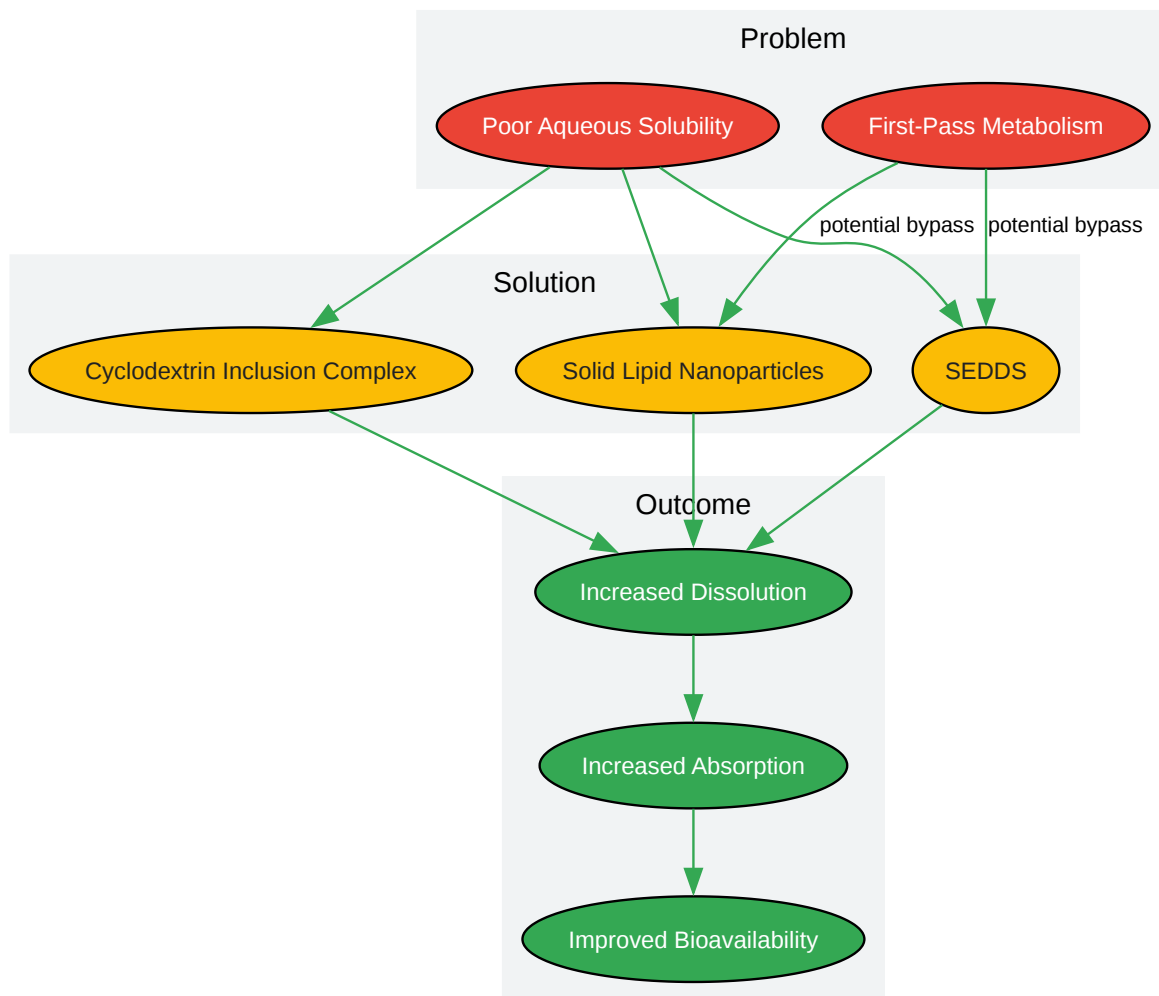 Problem
Poor Aqueous Solubility
First-Pass Metabolism
potential bypass
potential bypass
Solution
Cyclodextrin Inclusion Complex
Solid Lipid Nanoparticles
SEDDS
Outcome
Increased Dissolution
Increased Absorption
Improved Bioavailability